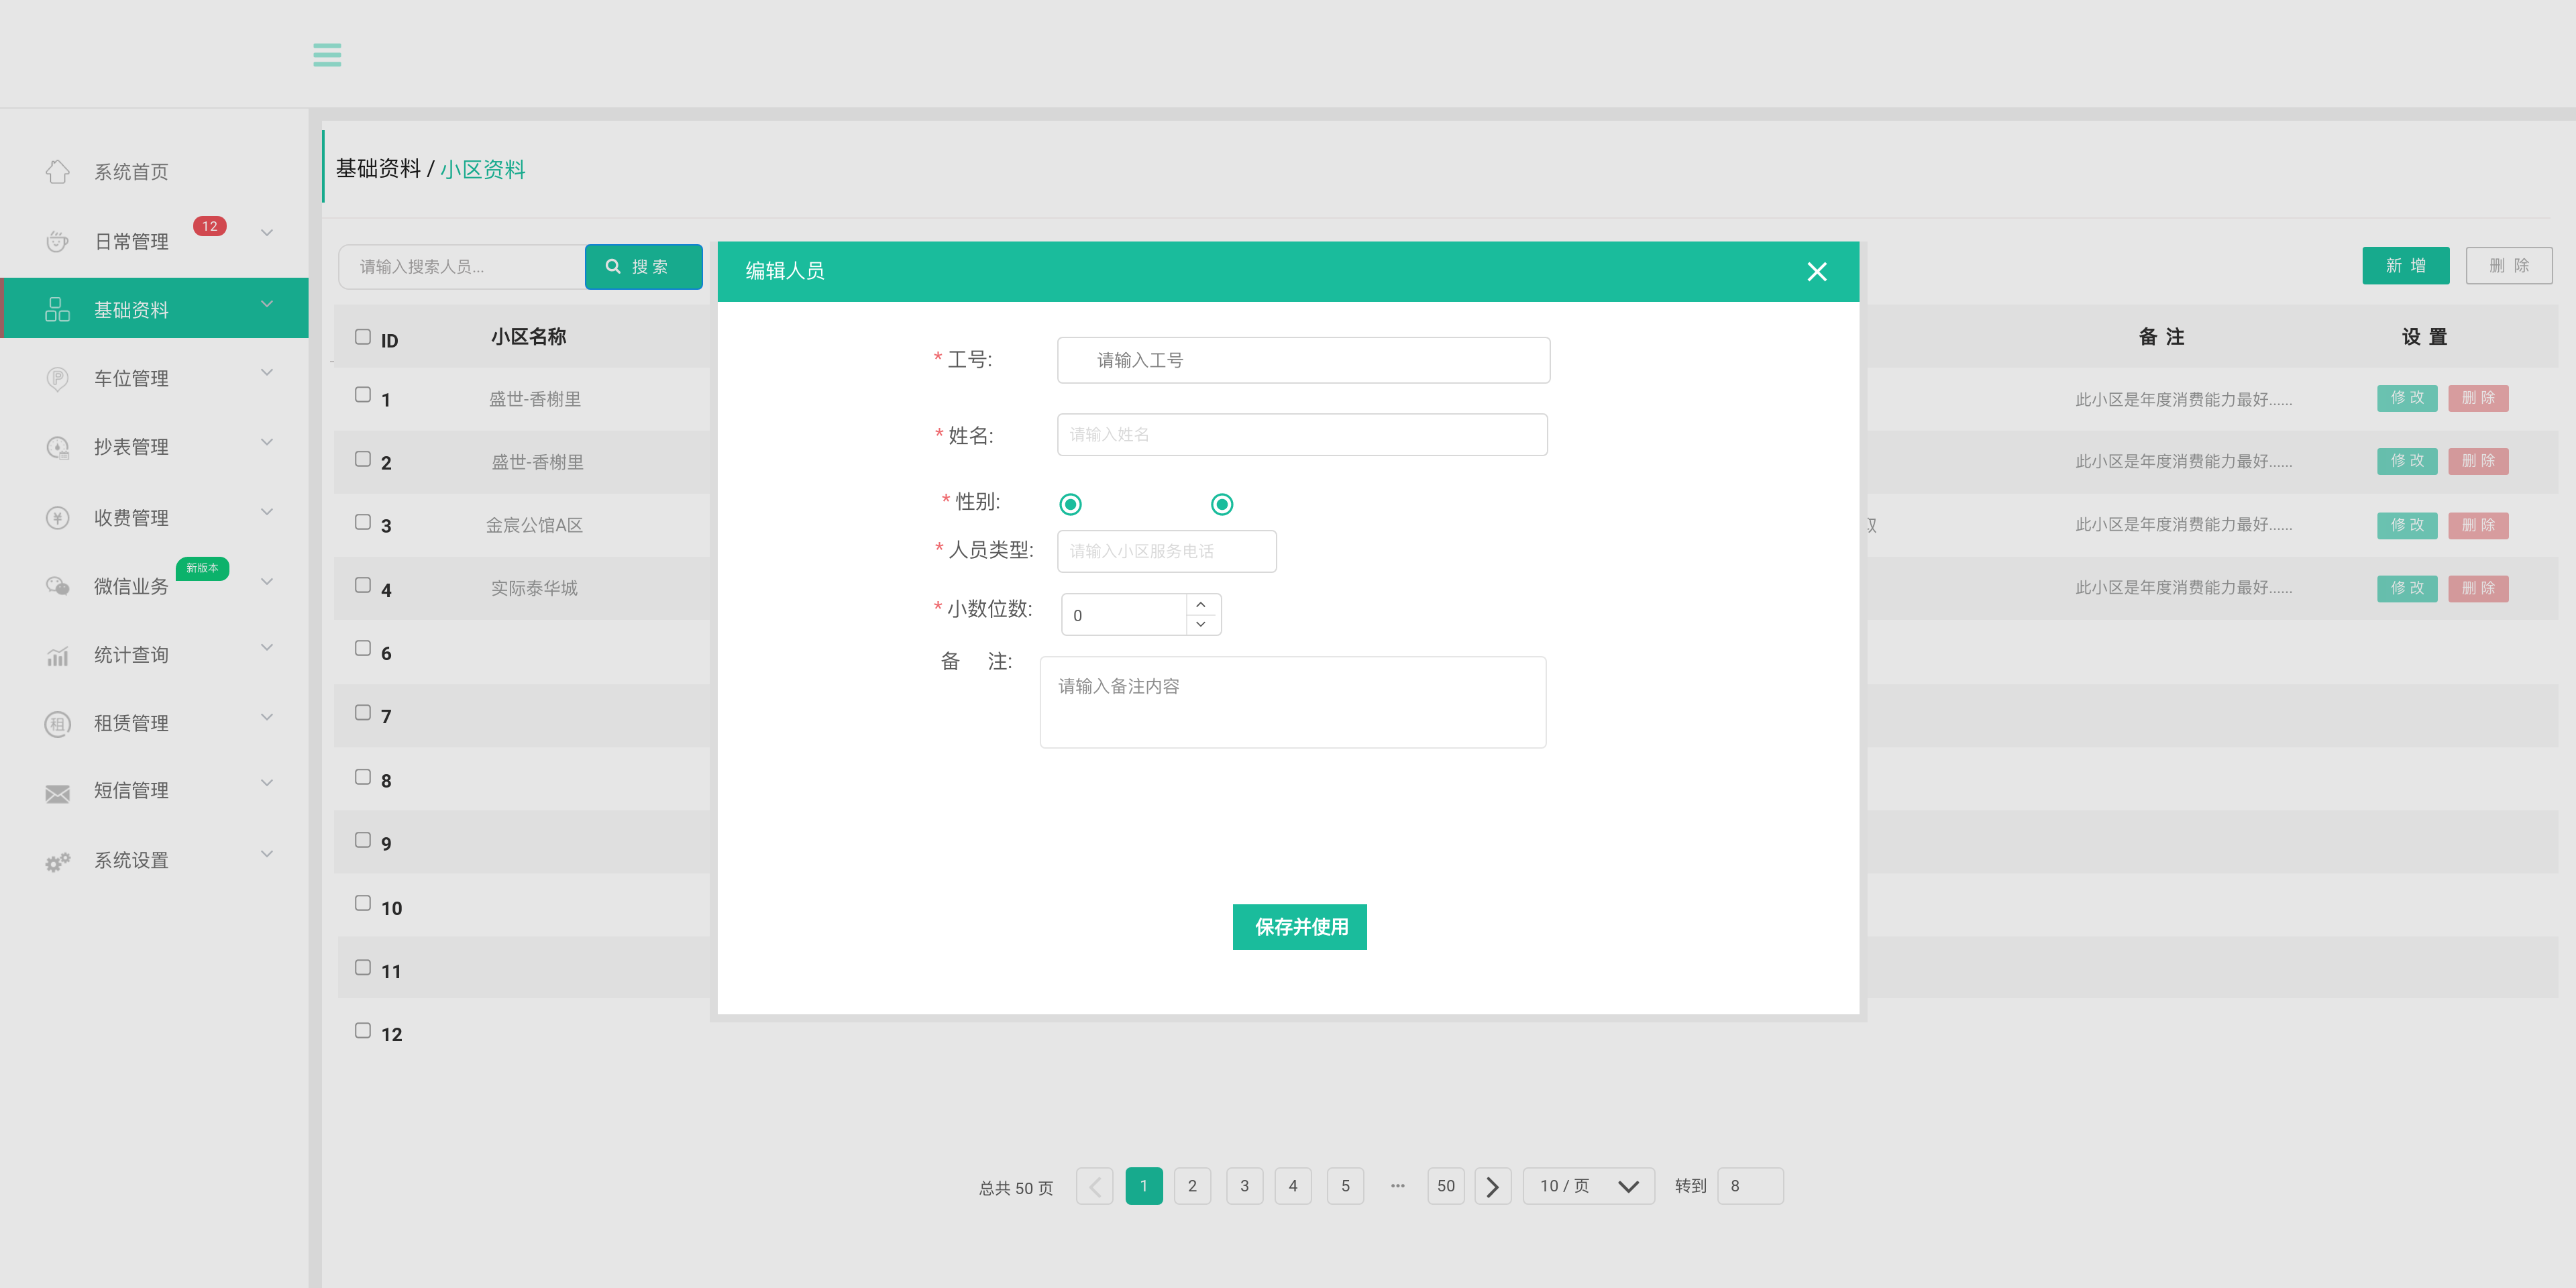 系统首页
日常管理
12
基础资料
车位管理
抄表管理
收费管理
微信业务
新版本
统计查询
租赁管理
短信管理
系统设置
基础资料 / 小区资料
请输入搜索人员...
搜 索
新 增
删 除
ID 小区名称 备 注 设 置
1 盛世-香榭里 此小区是年度消费能力最好...... 修 改 删 除
2 盛世-香榭里 此小区是年度消费能力最好...... 修 改 删 除
3 金宸公馆A区 此小区是年度消费能力最好...... 修 改 删 除
4 实际泰华城 此小区是年度消费能力最好...... 修 改 删 除
6
7
8
9
10
11
12
编辑人员
* 工号: 请输入工号
* 姓名: 请输入姓名
* 性别:
* 人员类型: 请输入小区服务电话
* 小数位数: 0
备 注: 请输入备注内容
保存并使用
总共 50 页 1 2 3 4 5 ··· 50 10 / 页 转到 8